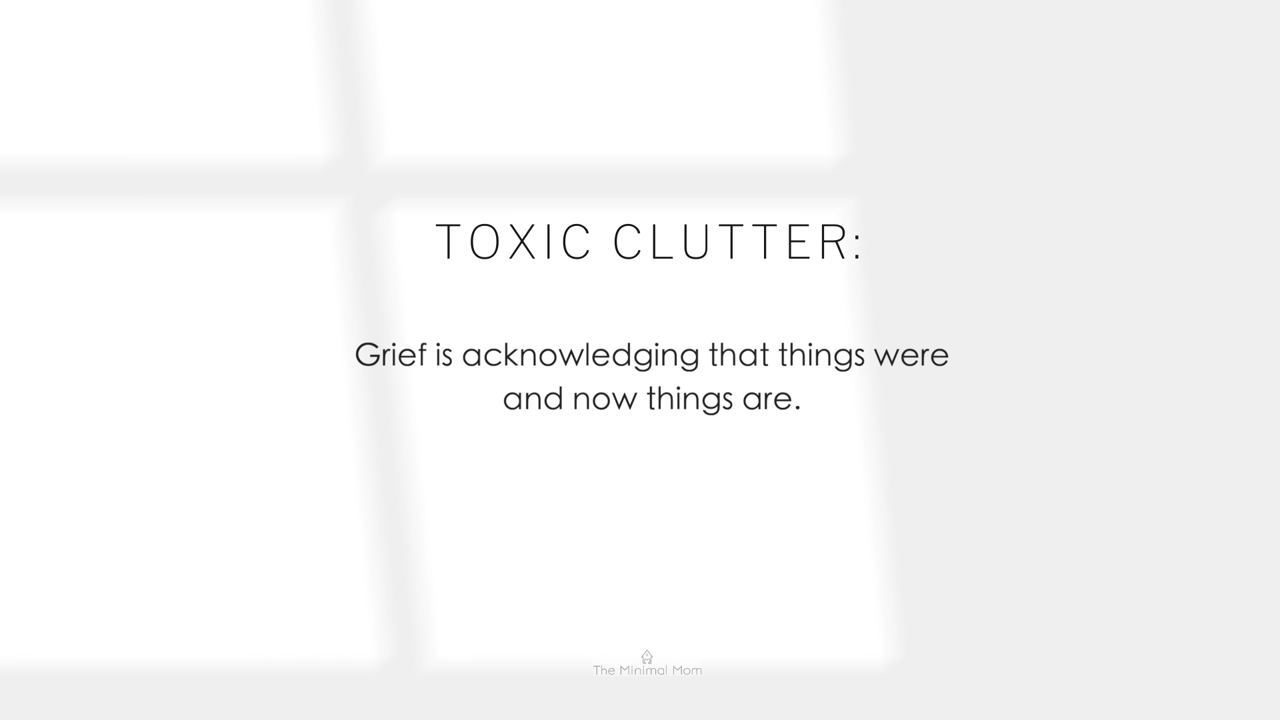 TOXIC CLUTTER:
Grief is acknowledging that things were
and now things are.
The Minimal Mom